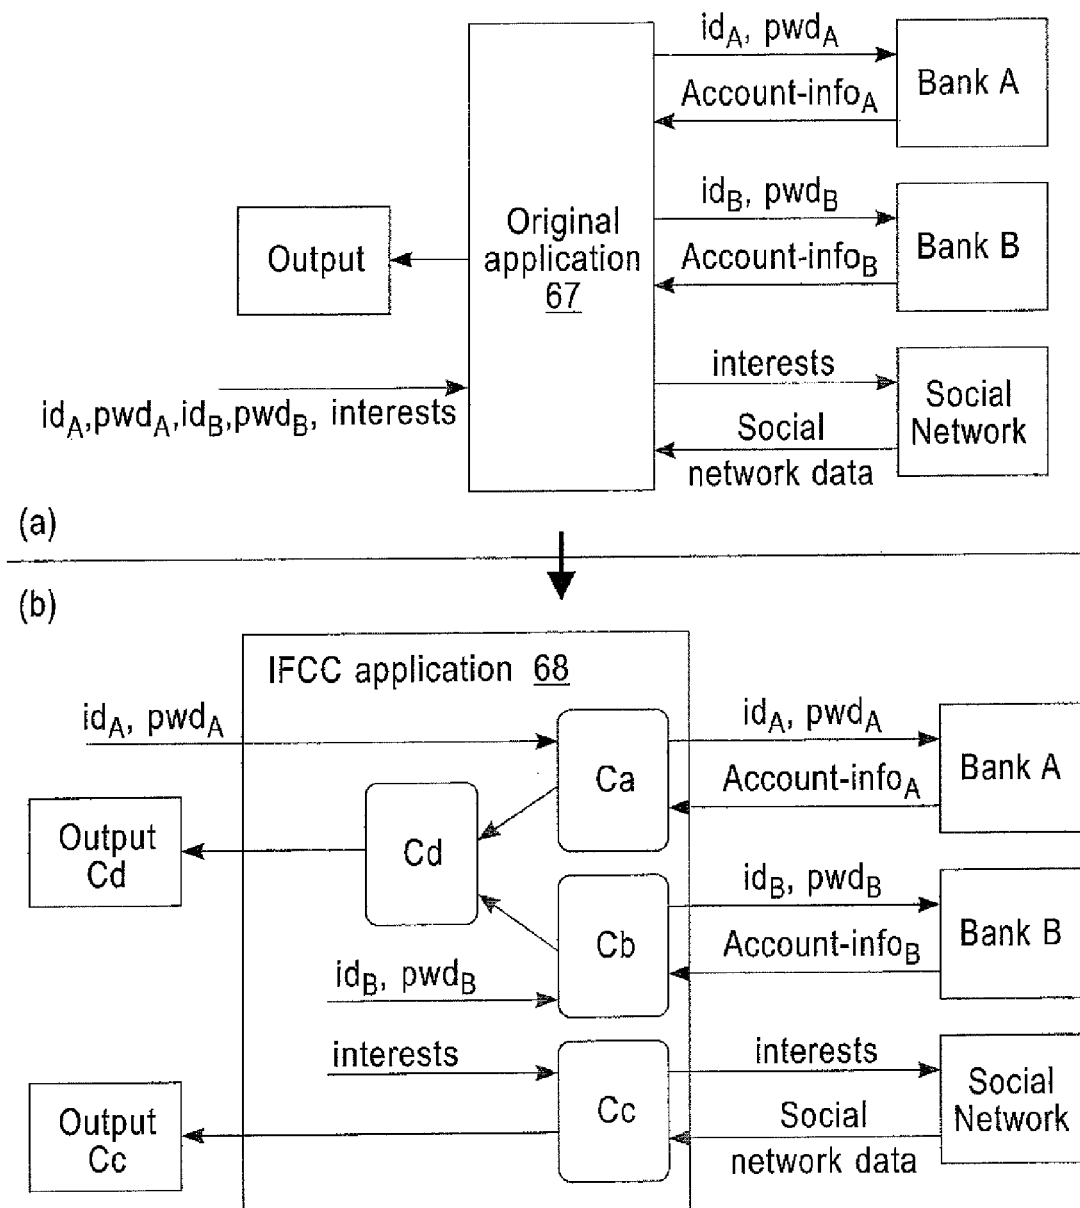 id_A, pwd_A
Account-info_A
Bank A
id_B, pwd_B
Account-info_B
Bank B
Original
application
67
Output
id_A,pwd_A,id_B,pwd_B, interests
interests
Social
network data
Social
Network
(a)
(b)
IFCC application 68
id_A, pwd_A
Ca
id_A, pwd_A
Account-info_A
Bank A
Output
Cd
Cd
Cb
id_B, pwd_B
id_B, pwd_B
Account-info_B
Bank B
interests
Cc
interests
Social
network data
Social
Network
Output
Cc